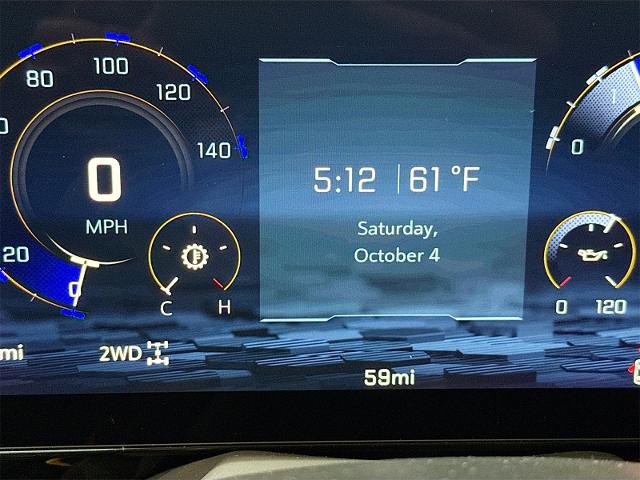 80
100
120
140
0
MPH
20
0
C
H
5:12
61 °F
Saturday,
October 4
1
0
0
120
mi
2WD
59mi